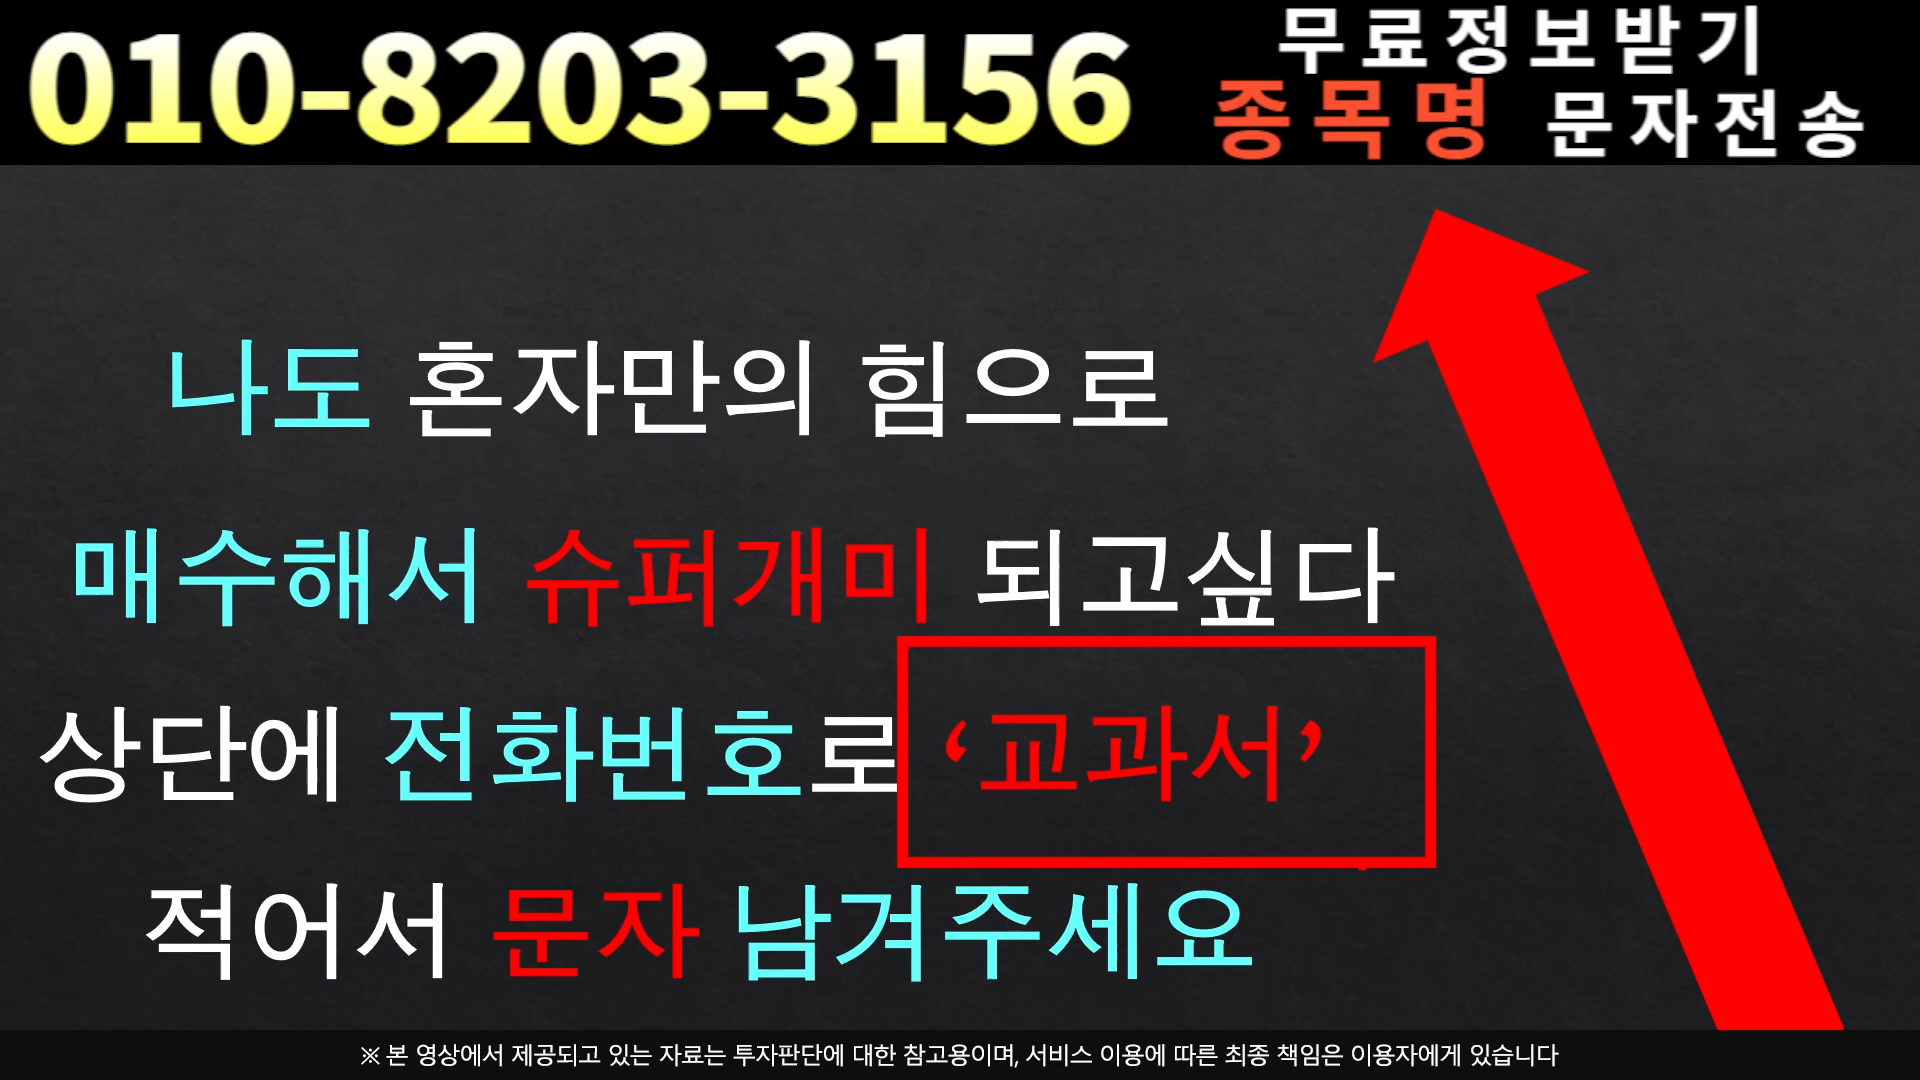 010-8203-3156
무료정보받기
종목명 문자전송
나도 혼자만의 힘으로
매수해서 슈퍼개미 되고싶다
상단에 전화번호로 ‘교과서’
적어서 문자 남겨주세요
※ 본 영상에서 제공되고 있는 자료는 투자판단에 대한 참고용이며, 서비스 이용에 따른 최종 책임은 이용자에게 있습니다